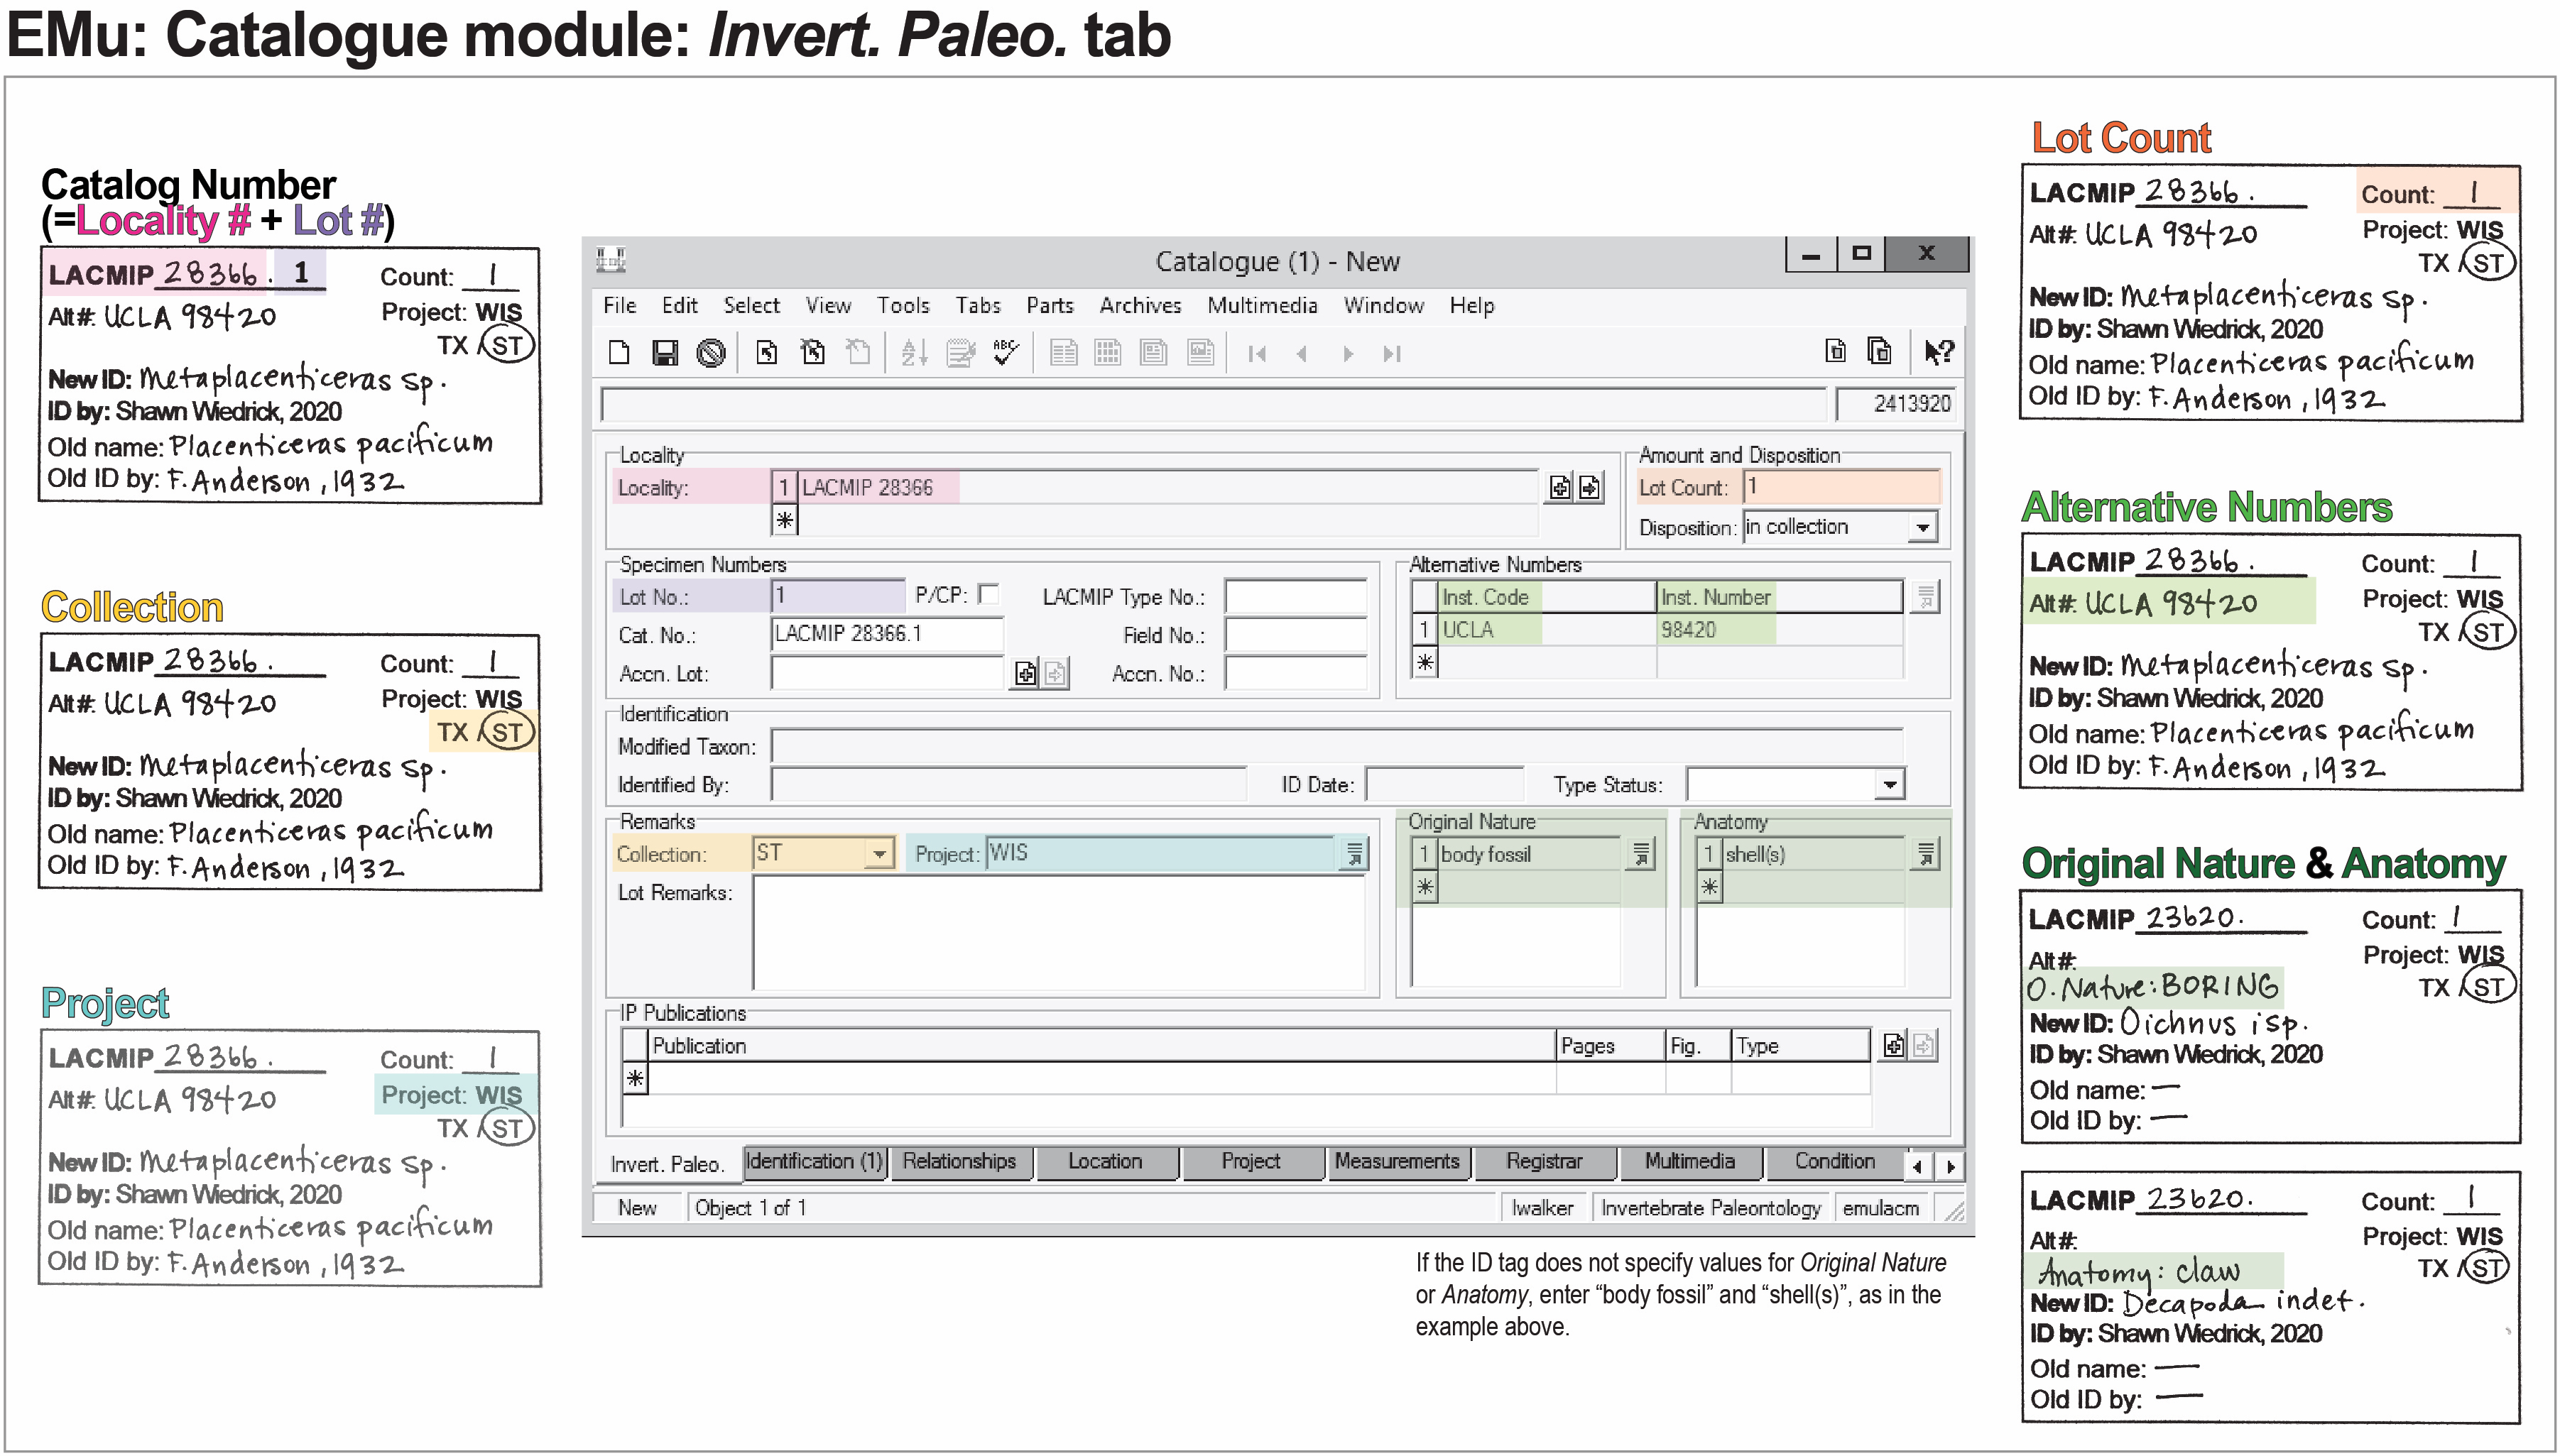 EMu: Catalogue module: Invert. Paleo. tab
Catalog Number
(=Locality # + Lot #)
LACMIP 28366. 1 Count: 1
Alt#: UCLA 98420 Project: WIS
TX / ST
New ID: Metaplacenticeras sp.
ID by: Shawn Wiedrick, 2020
Old name: Placenticeras pacificum
Old ID by: F. Anderson, 1932
Collection
LACMIP 28366. Count: 1
Alt#: UCLA 98420 Project: WIS
TX / ST
New ID: Metaplacenticeras sp.
ID by: Shawn Wiedrick, 2020
Old name: Placenticeras pacificum
Old ID by: F. Anderson, 1932
Project
LACMIP 28366. Count: 1
Alt#: UCLA 98420 Project: WIS
TX / ST
New ID: Metaplacenticeras sp.
ID by: Shawn Wiedrick, 2020
Old name: Placenticeras pacificum
Old ID by: F. Anderson, 1932
Catalogue (1) - New
File Edit Select View Tools Tabs Parts Archives Multimedia Window Help
2413920
Locality
Locality: 1 LACMIP 28366
Amount and Disposition
Lot Count: 1
Disposition: in collection
Specimen Numbers
Lot No.: 1 P/CP: LACMIP Type No.:
Cat. No.: LACMIP 28366.1 Field No.:
Accn. Lot: Accn. No.:
Alternative Numbers
Inst. Code Inst. Number
1 UCLA 98420
Identification
Modified Taxon:
Identified By: ID Date: Type Status:
Remarks
Collection: ST Project: WIS
Lot Remarks:
Original Nature
1 body fossil
Anatomy
1 shell(s)
IP Publications
Publication Pages Fig. Type
Invert. Paleo. Identification (1) Relationships Location Project Measurements Registrar Multimedia Condition
New Object 1 of 1 lwalker Invertebrate Paleontology emulacm
If the ID tag does not specify values for Original Nature
or Anatomy, enter “body fossil” and “shell(s)”, as in the
example above.
Lot Count
LACMIP 28366. Count: 1
Alt#: UCLA 98420 Project: WIS
TX / ST
New ID: Metaplacenticeras sp.
ID by: Shawn Wiedrick, 2020
Old name: Placenticeras pacificum
Old ID by: F. Anderson, 1932
Alternative Numbers
LACMIP 28366. Count: 1
Alt#: UCLA 98420 Project: WIS
TX / ST
New ID: Metaplacenticeras sp.
ID by: Shawn Wiedrick, 2020
Old name: Placenticeras pacificum
Old ID by: F. Anderson, 1932
Original Nature & Anatomy
LACMIP 23620. Count: 1
Alt#: Project: WIS
O. Nature: BORING TX / ST
New ID: Oichnus isp.
ID by: Shawn Wiedrick, 2020
Old name: —
Old ID by: —
LACMIP 23620. Count: 1
Alt#: Project: WIS
Anatomy: claw TX / ST
New ID: Decapoda indet.
ID by: Shawn Wiedrick, 2020
Old name: —
Old ID by: —